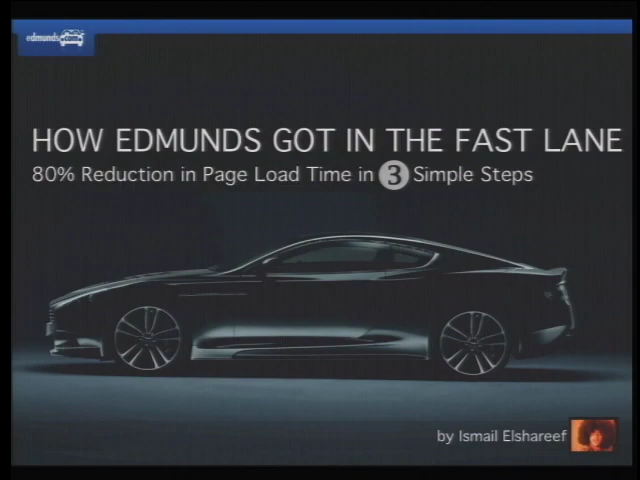 edmunds
HOW EDMUNDS GOT IN THE FAST LANE
80% Reduction in Page Load Time in 3 Simple Steps
by Ismail Elshareef